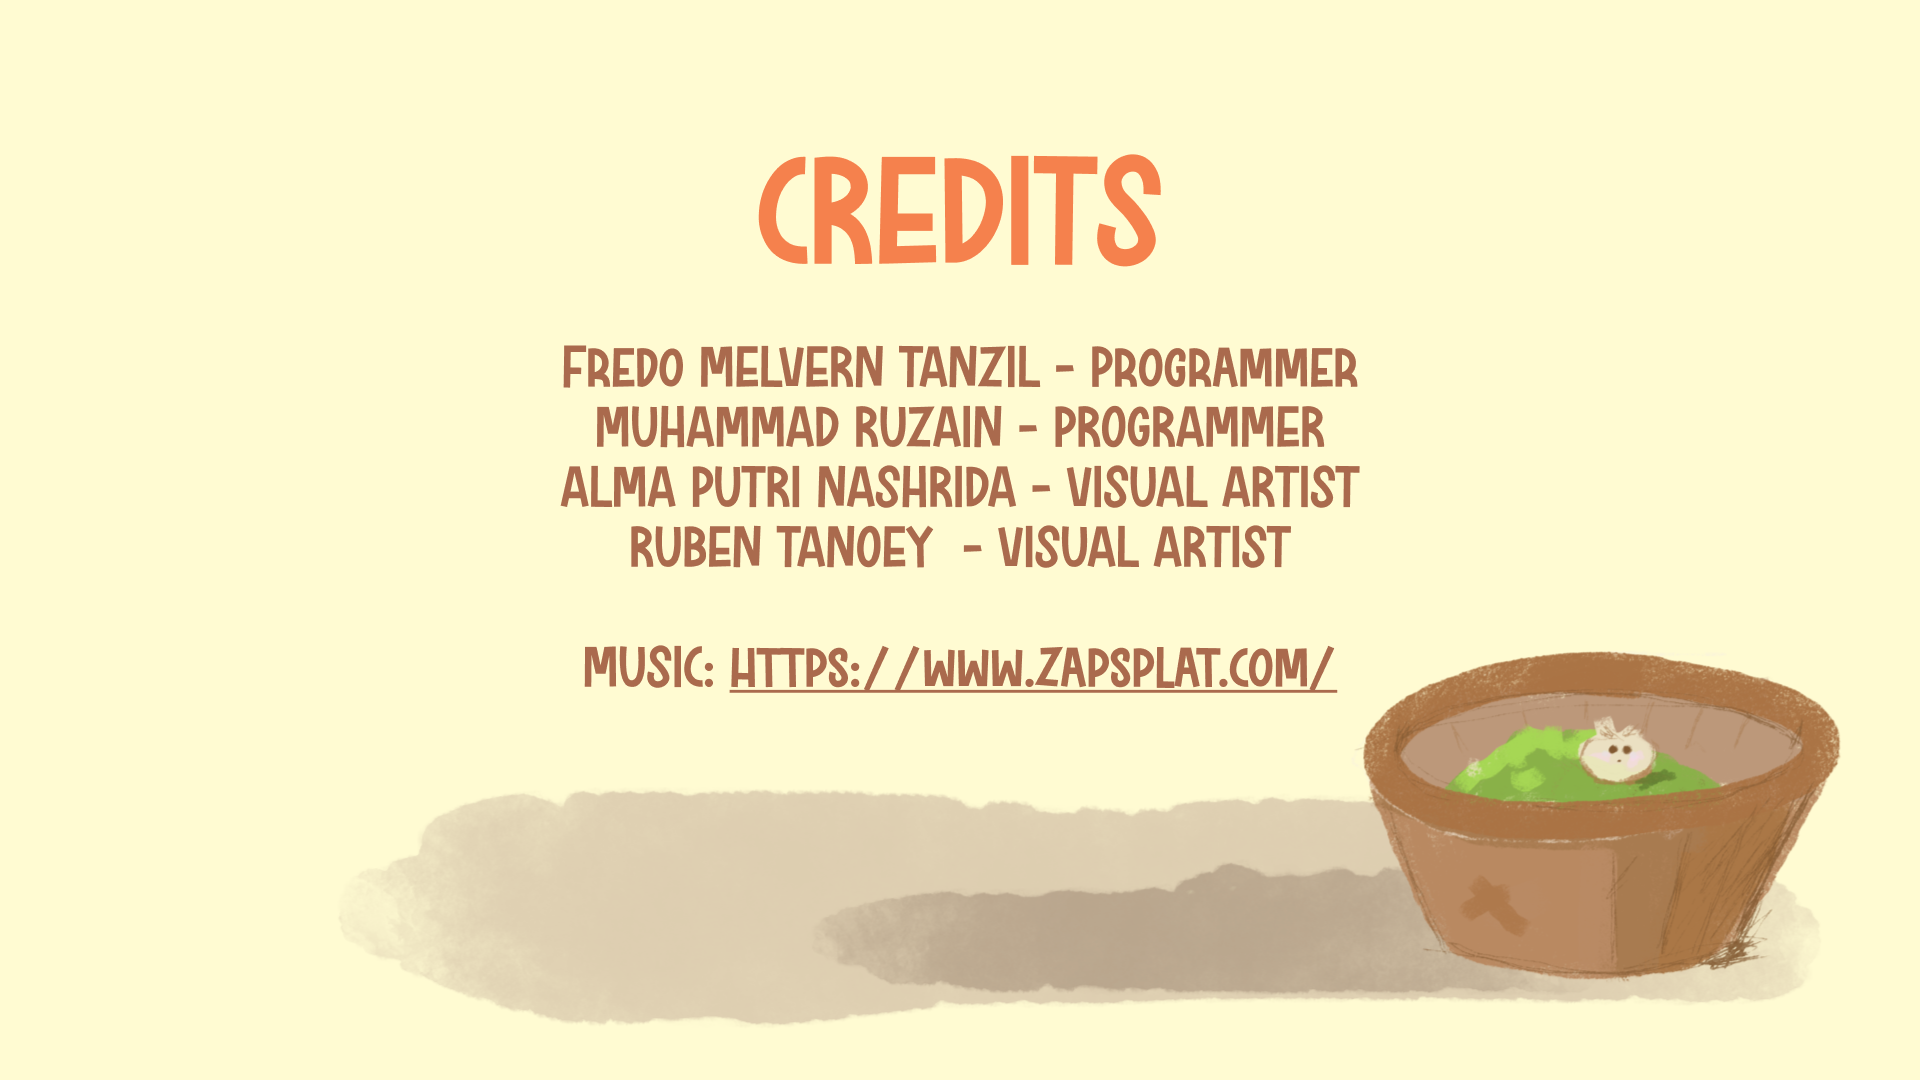 CREDITS
FREDO MELVERN TANZIL - PROGRAMMER
MUHAMMAD RUZAIN - PROGRAMMER
ALMA PUTRI NASHRIDA - VISUAL ARTIST
RUBEN TANOEY - VISUAL ARTIST
MUSIC: HTTPS://WWW.ZAPSPLAT.COM/